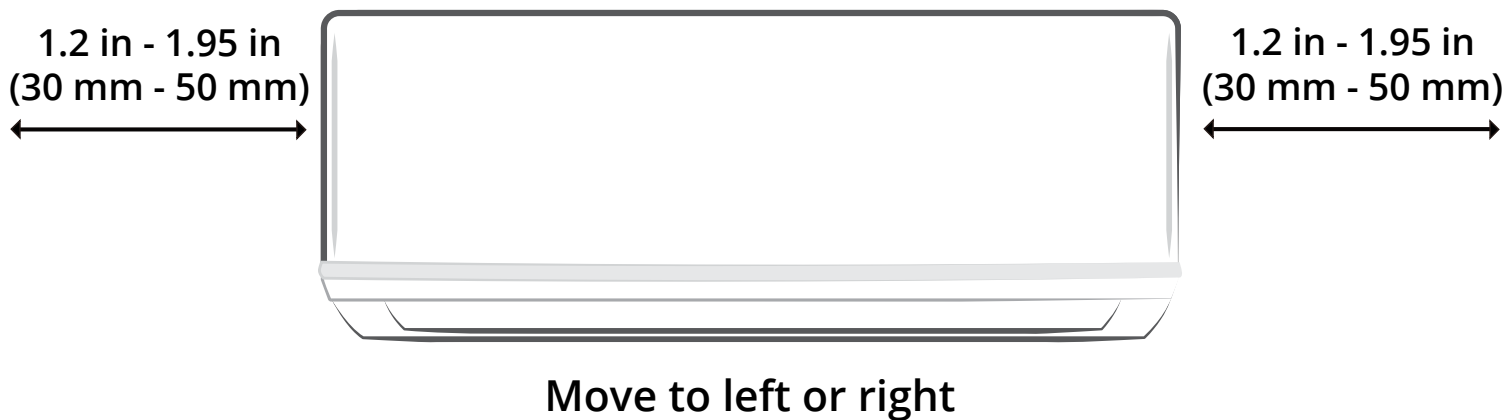 1.2 in - 1.95 in
(30 mm - 50 mm)
1.2 in - 1.95 in
(30 mm - 50 mm)
Move to left or right